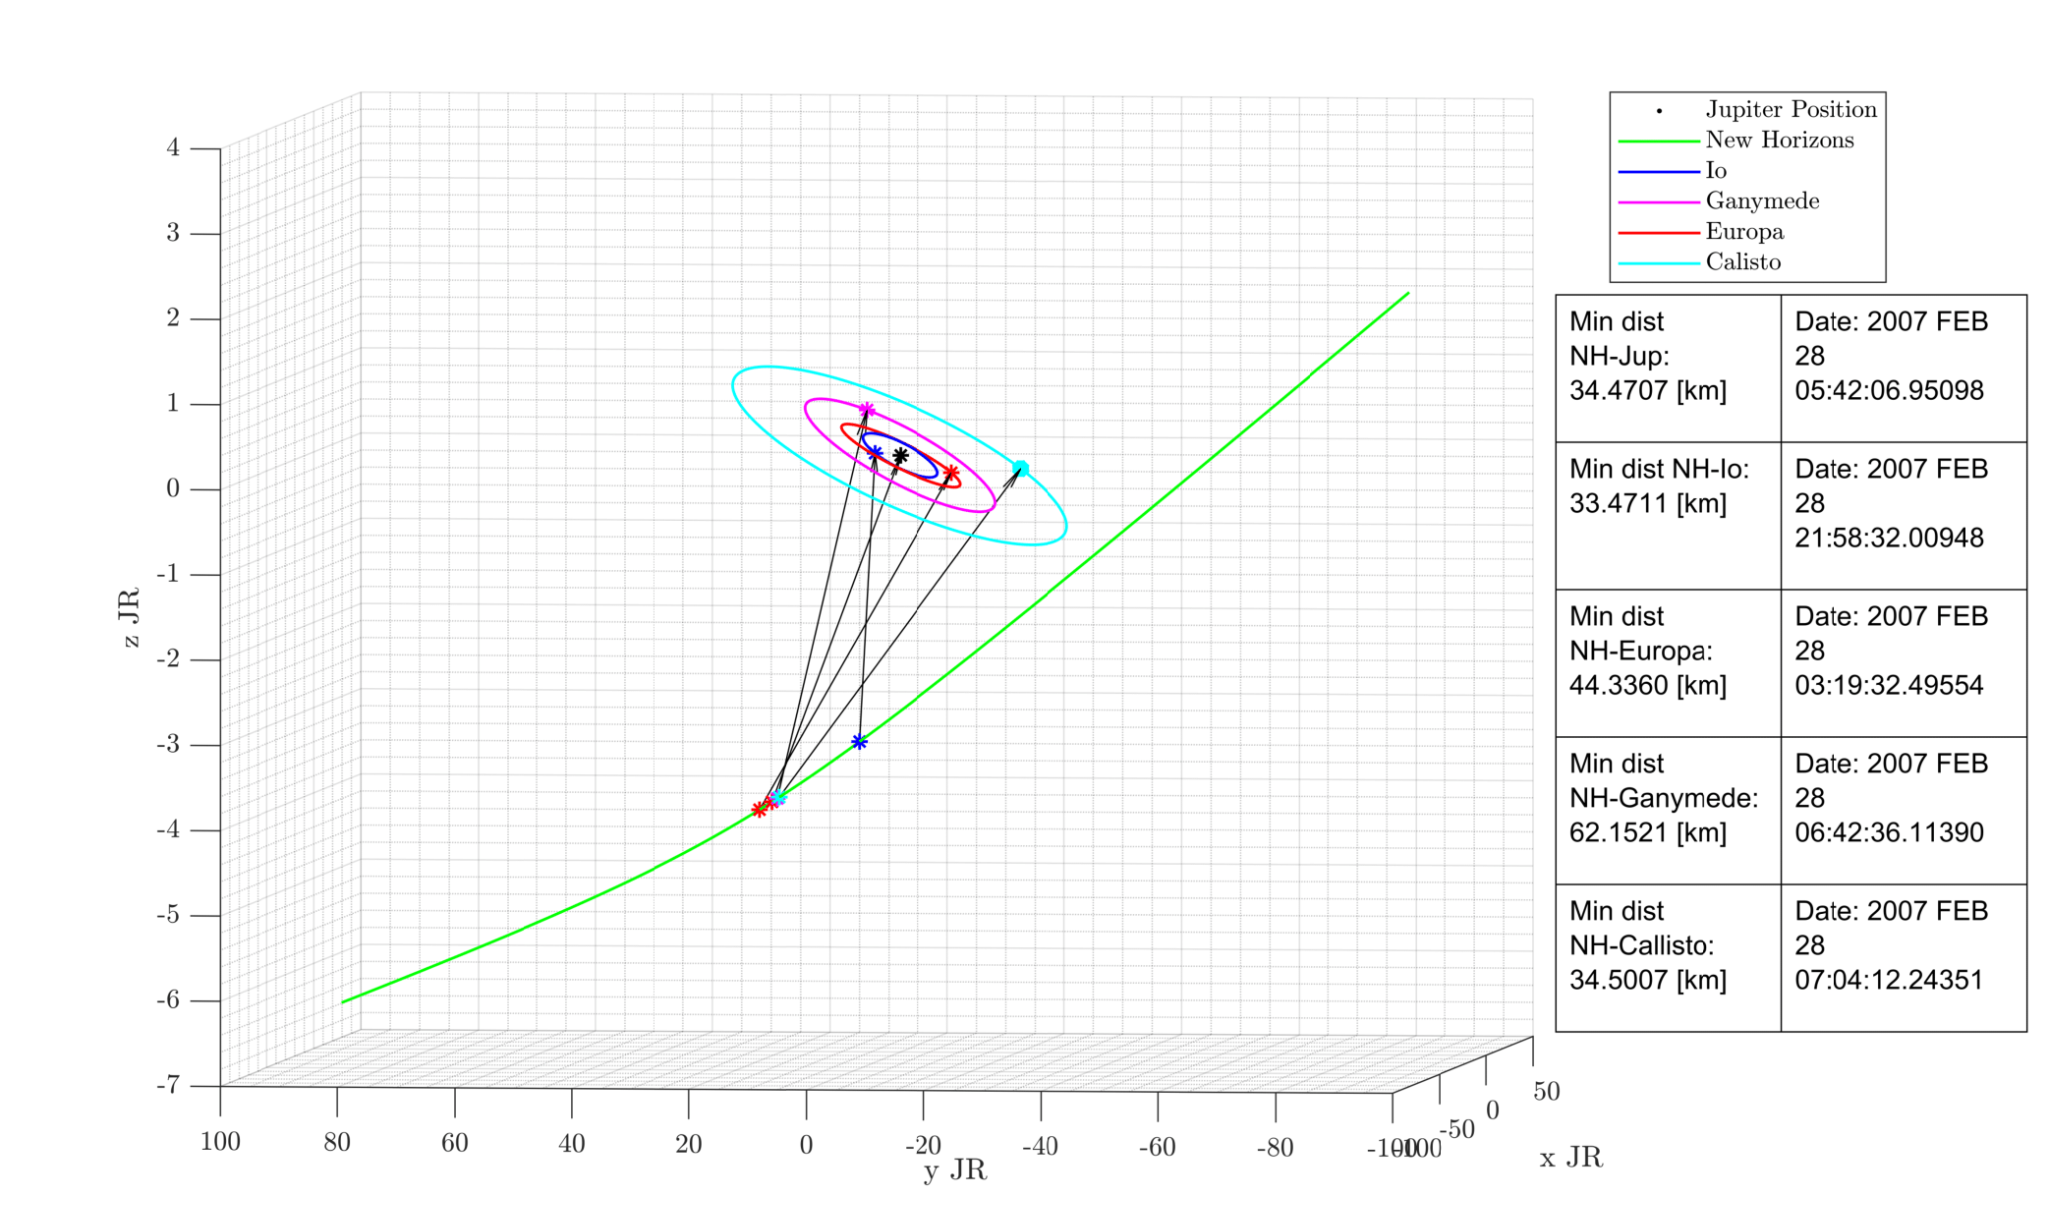 Jupiter Position
New Horizons
Io
Ganymede
Europa
Calisto
Min dist
NH-Jup:
34.4707 [km]
Date: 2007 FEB
28
05:42:06.95098
Min dist NH-Io:
33.4711 [km]
Date: 2007 FEB
28
21:58:32.00948
Min dist
NH-Europa:
44.3360 [km]
Date: 2007 FEB
28
03:19:32.49554
Min dist
NH-Ganymede:
62.1521 [km]
Date: 2007 FEB
28
06:42:36.11390
Min dist
NH-Callisto:
34.5007 [km]
Date: 2007 FEB
28
07:04:12.24351
4
3
2
1
0
-1
-2
-3
-4
-5
-6
-7
z JR
100
80
60
40
20
0
-20
-40
-60
-80
-100
y JR
-100
-50
0
50
x JR